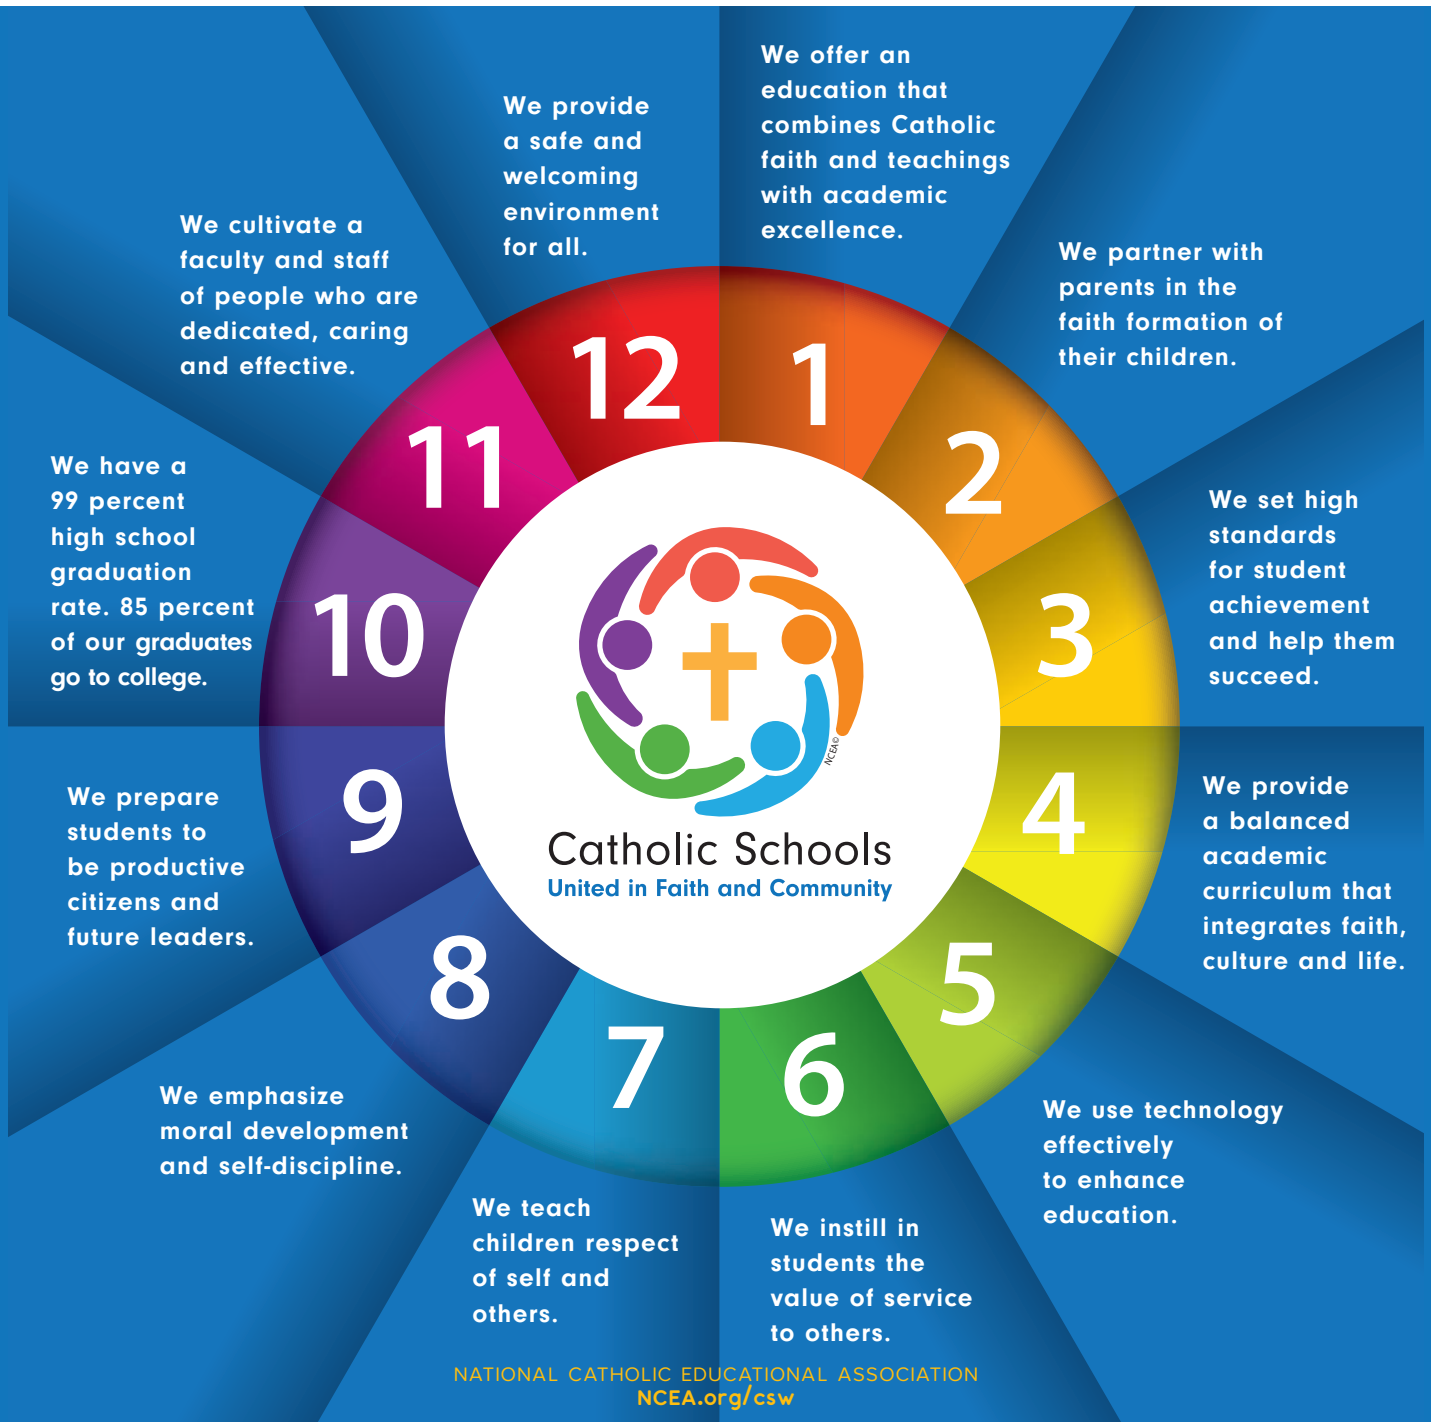 We offer an
education that
combines Catholic
faith and teachings
with academic
excellence.
1
We partner with
parents in the
faith formation of
their children.
2
We set high
standards
for student
achievement
and help them
succeed.
3
We provide
a balanced
academic
curriculum that
integrates faith,
culture and life.
4
We use technology
effectively
to enhance
education.
5
We instill in
students the
value of service
to others.
6
We teach
children respect
of self and
others.
7
We emphasize
moral development
and self-discipline.
8
We prepare
students to
be productive
citizens and
future leaders.
9
We have a
99 percent
high school
graduation
rate. 85 percent
of our graduates
go to college.
10
We cultivate a
faculty and staff
of people who are
dedicated, caring
and effective.
11
We provide
a safe and
welcoming
environment
for all.
12
NCEA©
Catholic Schools
United in Faith and Community
NATIONAL CATHOLIC EDUCATIONAL ASSOCIATION
NCEA.org/csw